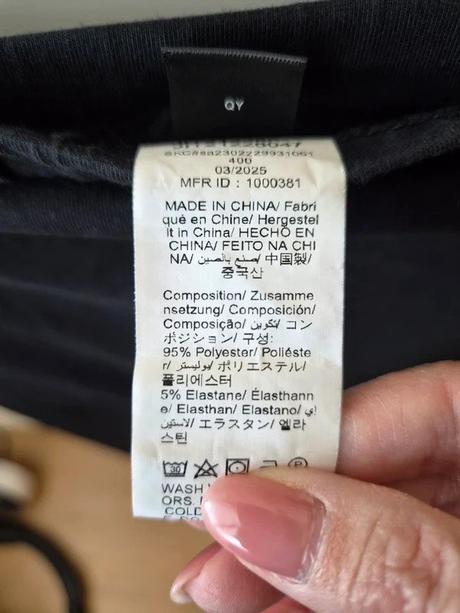 QY
400
03/2025
MFR ID : 1000381
MADE IN CHINA/ Fabri
qué en Chine/ Hergestel
lt in China/ HECHO EN
CHINA/ FEITO NA CHI
NA/ صنع بالصين/ 中国製/
중국산
Composition/ Zusamme
nsetzung/ Composición/
Composição/ تكوين/ コン
ポジション/ 구성:
95% Polyester/ Polióste
r/ بوليستر/ ポリエステル/
폴리에스터
5% Elastane/ Élasthann
e/ Elasthan/ Elastano/ إي
لاستين/ エラスタン/ 엘라
스틴
30
P
WASH
ORS.
COLD